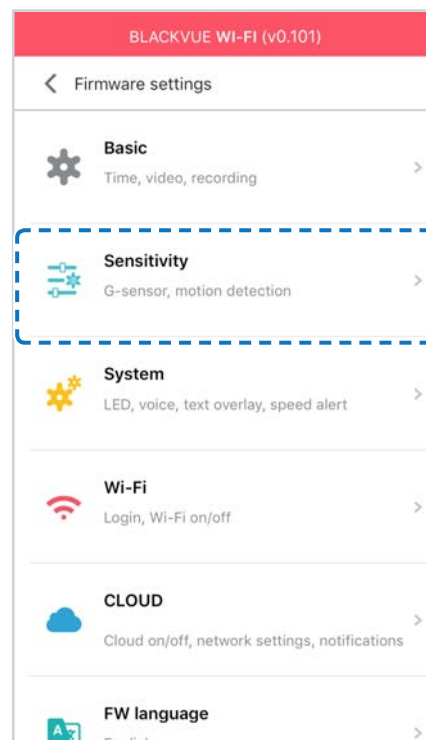 BLACKVUE WI-FI (v0.101)
Firmware settings
Basic
Time, video, recording
Sensitivity
G-sensor, motion detection
System
LED, voice, text overlay, speed alert
Wi-Fi
Login, Wi-Fi on/off
CLOUD
Cloud on/off, network settings, notifications
FW language